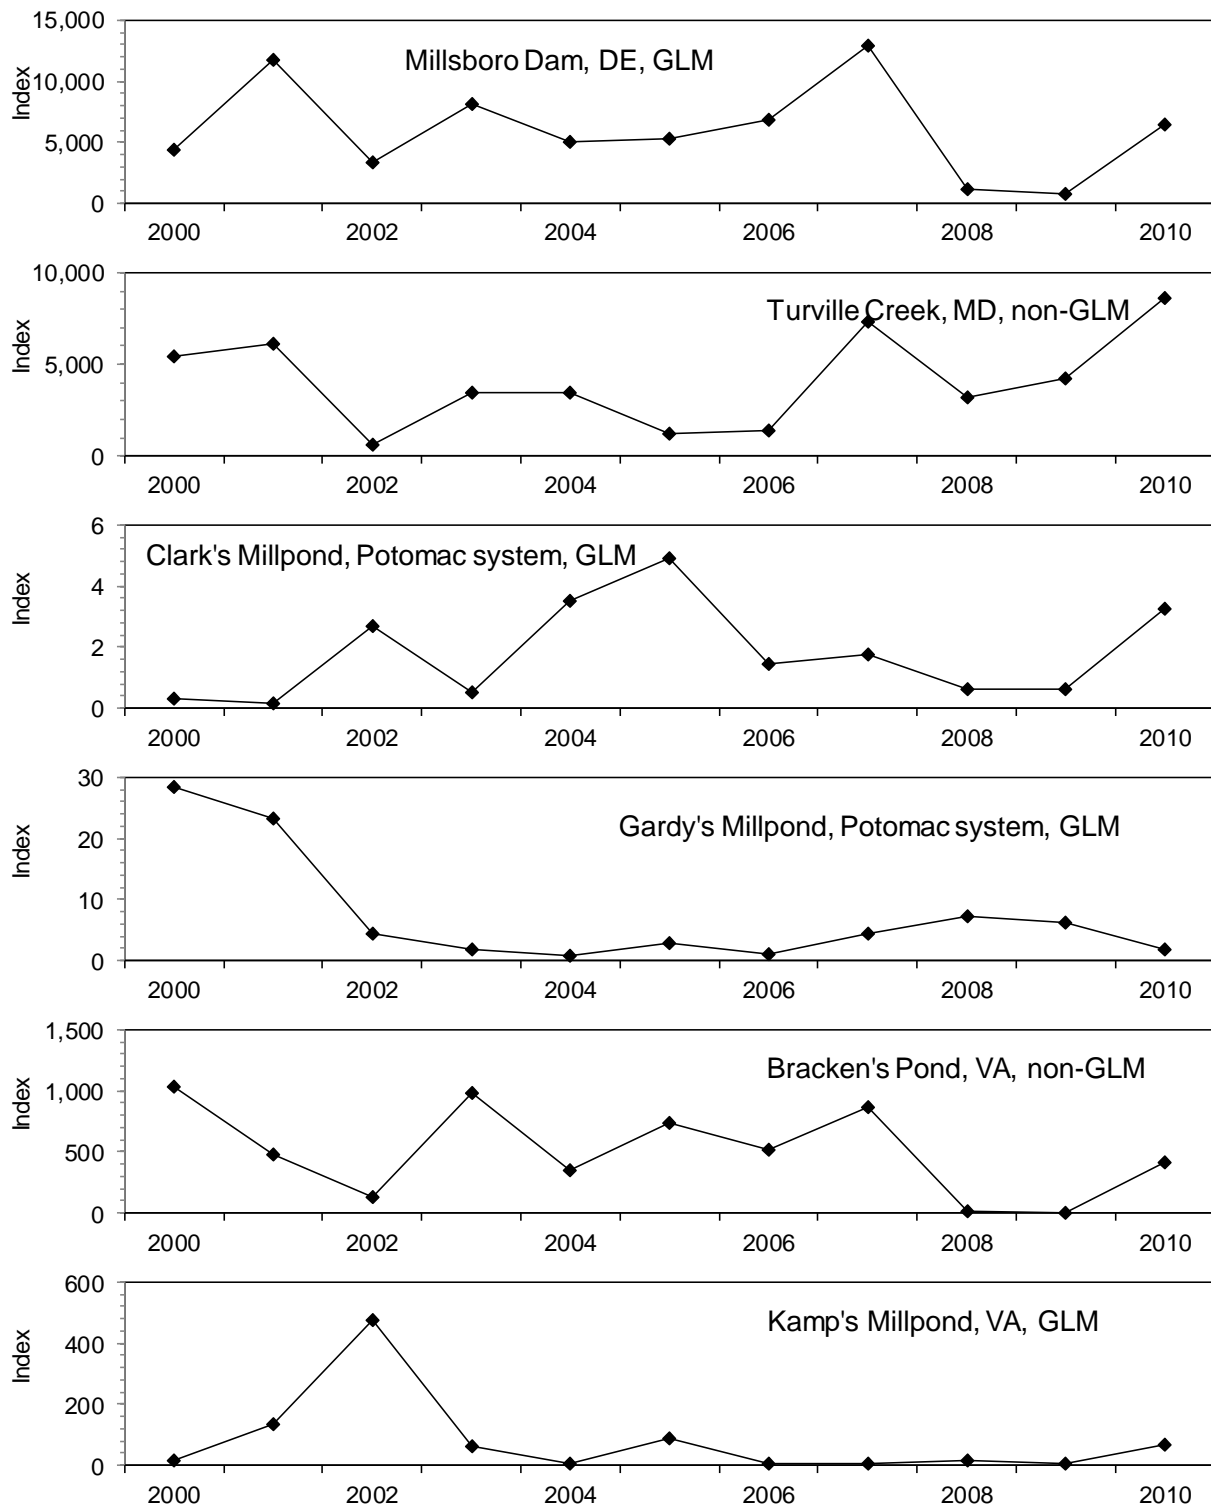 15,000
Millsboro Dam, DE, GLM
10,000
Index
5,000
0
2000 2002 2004 2006 2008 2010
10,000
Turville Creek, MD, non-GLM
Index
5,000
0
2000 2002 2004 2006 2008 2010
6
Clark's Millpond, Potomac system, GLM
4
Index
2
0
2000 2002 2004 2006 2008 2010
30
Gardy's Millpond, Potomac system, GLM
20
Index
10
0
2000 2002 2004 2006 2008 2010
1,500
Bracken's Pond, VA, non-GLM
1,000
Index
500
0
2000 2002 2004 2006 2008 2010
600
Kamp's Millpond, VA, GLM
400
Index
200
0
2000 2002 2004 2006 2008 2010